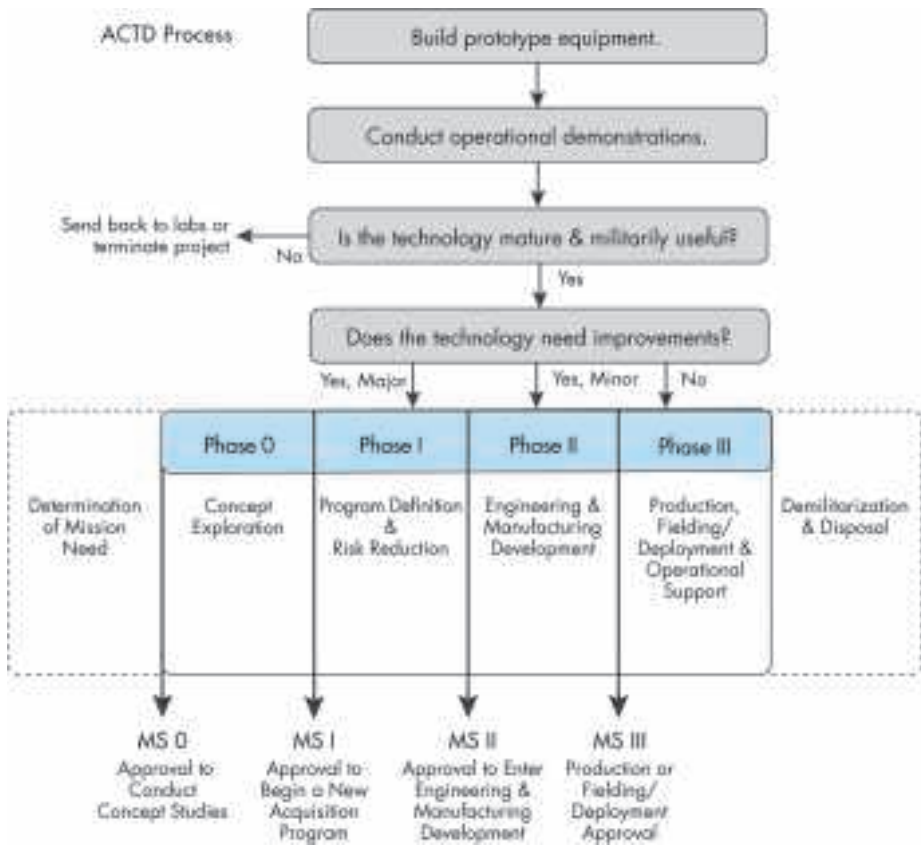 ACTD Process
Build prototype equipment.
Conduct operational demonstrations.
Send back to labs or
terminate project
No
Is the technology mature & militarily useful?
Yes
Does the technology need improvements?
Yes, Major
Yes, Minor
No
Phase 0
Phase I
Phase II
Phase III
Determination
of Mission
Need
Concept
Exploration
Program Definition
&
Risk Reduction
Engineering &
Manufacturing
Development
Production,
Fielding/
Deployment &
Operational
Support
Demilitarization
& Disposal
MS 0
Approval to
Conduct
Concept Studies
MS I
Approval to
Begin a New
Acquisition
Program
MS II
Approval to Enter
Engineering &
Manufacturing
Development
MS III
Production or
Fielding/
Deployment
Approval